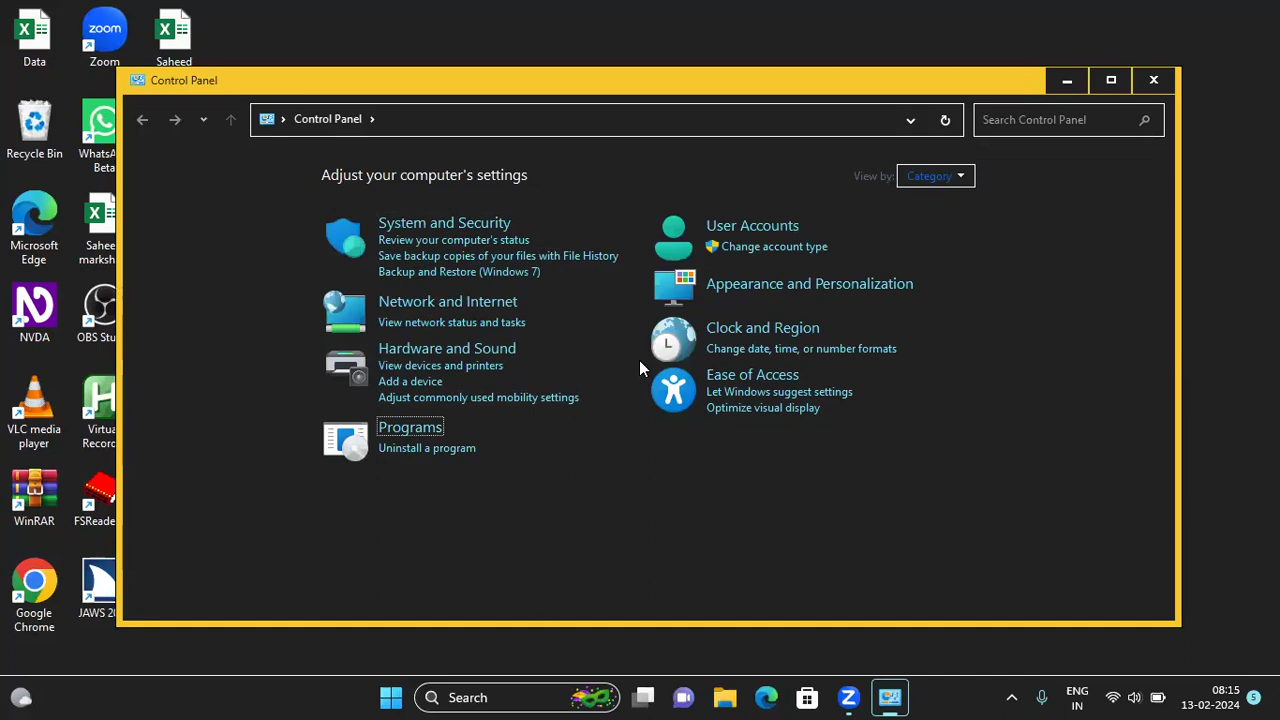 Data
Zoom
Saheed
Recycle Bin
WhatsA
Beta
Microsoft
Edge
Sahee
marksh
NVDA
OBS Stu
VLC media
player
Virtua
Record
WinRAR
FSReade
Google
Chrome
JAWS 20
Control Panel
Control Panel
Search Control Panel
Adjust your computer's settings
View by: Category
System and Security
Review your computer's status
Save backup copies of your files with File History
Backup and Restore (Windows 7)
Network and Internet
View network status and tasks
Hardware and Sound
View devices and printers
Add a device
Adjust commonly used mobility settings
Programs
Uninstall a program
User Accounts
Change account type
Appearance and Personalization
Clock and Region
Change date, time, or number formats
Ease of Access
Let Windows suggest settings
Optimize visual display
Search
ENG
IN
08:15
13-02-2024
5